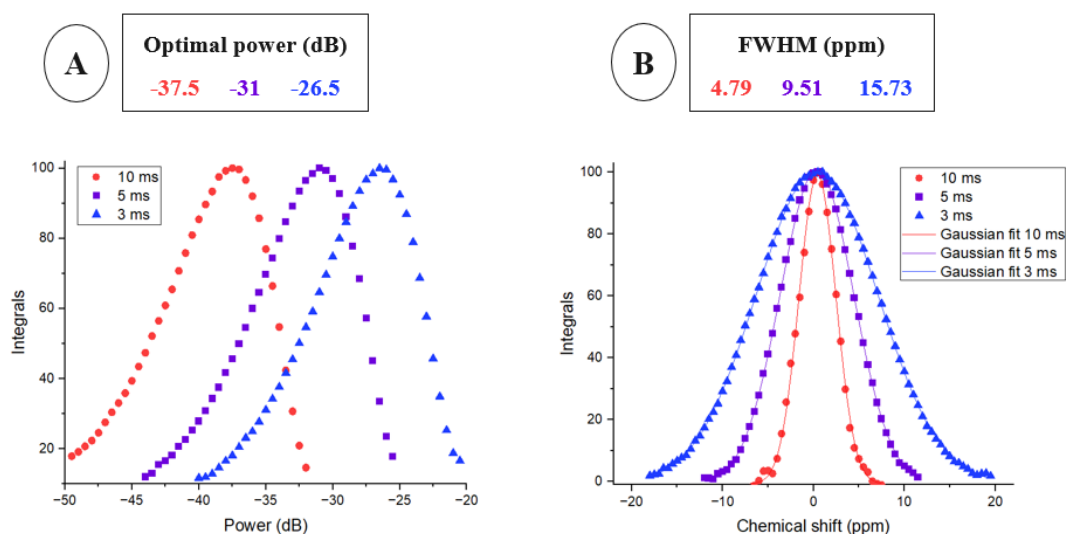 A
Optimal power (dB)
-37.5 -31 -26.5
B
FWHM (ppm)
4.79 9.51 15.73
10 ms
5 ms
3 ms
100
80
60
40
20
Integrals
−50 −45 −40 −35 −30 −25 −20
Power (dB)
10 ms
5 ms
3 ms
Gaussian fit 10 ms
Gaussian fit 5 ms
Gaussian fit 3 ms
100
80
60
40
20
0
Integrals
−20 −10 0 10 20
Chemical shift (ppm)